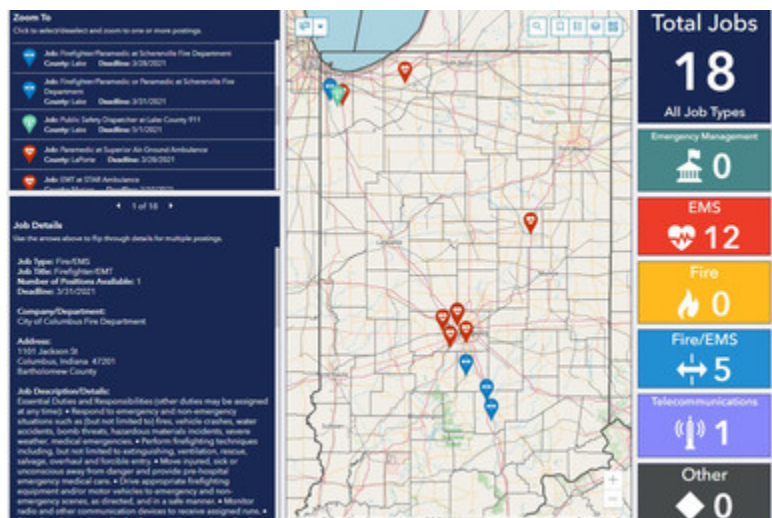 Zoom To
Click to select/deselect and zoom to one or more postings.
Job: Firefighter/Paramedic at Schererville Fire Department
County: Lake Deadline: 3/28/2021
Job: Firefighter/Paramedic or Paramedic at Schererville Fire
Department
County: Lake Deadline: 3/31/2021
Job: Public Safety Dispatcher at Lake County 911
County: Lake Deadline: 5/1/2021
Job: Paramedic at Superior Air-Ground Ambulance
County: LaPorte Deadline: 3/28/2021
Job: EMT at STAR Ambulance
1 of 18
Job Details
Use the arrows above to flip through details for multiple postings.
Job Type: Fire/EMS
Job Title: Firefighter/EMT
Number of Positions Available: 1
Deadline: 3/31/2021
Company/Department:
City of Columbus Fire Department
Address:
1101 Jackson St
Columbus, Indiana 47201
Bartholomew County
Job Description/Details:
Essential Duties and Responsibilities (other duties may be assigned
at any time): • Respond to emergency and non-emergency
situations such as (but not limited to) fires, vehicle crashes, water
accidents, bomb threats, hazardous materials incidents, severe
weather, medical emergencies. • Perform firefighting techniques
including, but not limited to extinguishing, ventilation, rescue,
salvage, overhaul and forcible entry. • Move injured, sick or
unconscious away from danger and provide pre-hospital
emergency medical care. • Drive appropriate firefighting
equipment and/or motor vehicles to emergency and non-
emergency scenes, as directed, and in a safe manner. • Monitor
radio and other communication devices to receive assigned runs. •
Total Jobs
18
All Job Types
Emergency Management
0
EMS
12
Fire
0
Fire/EMS
5
Telecommunications
1
Other
0